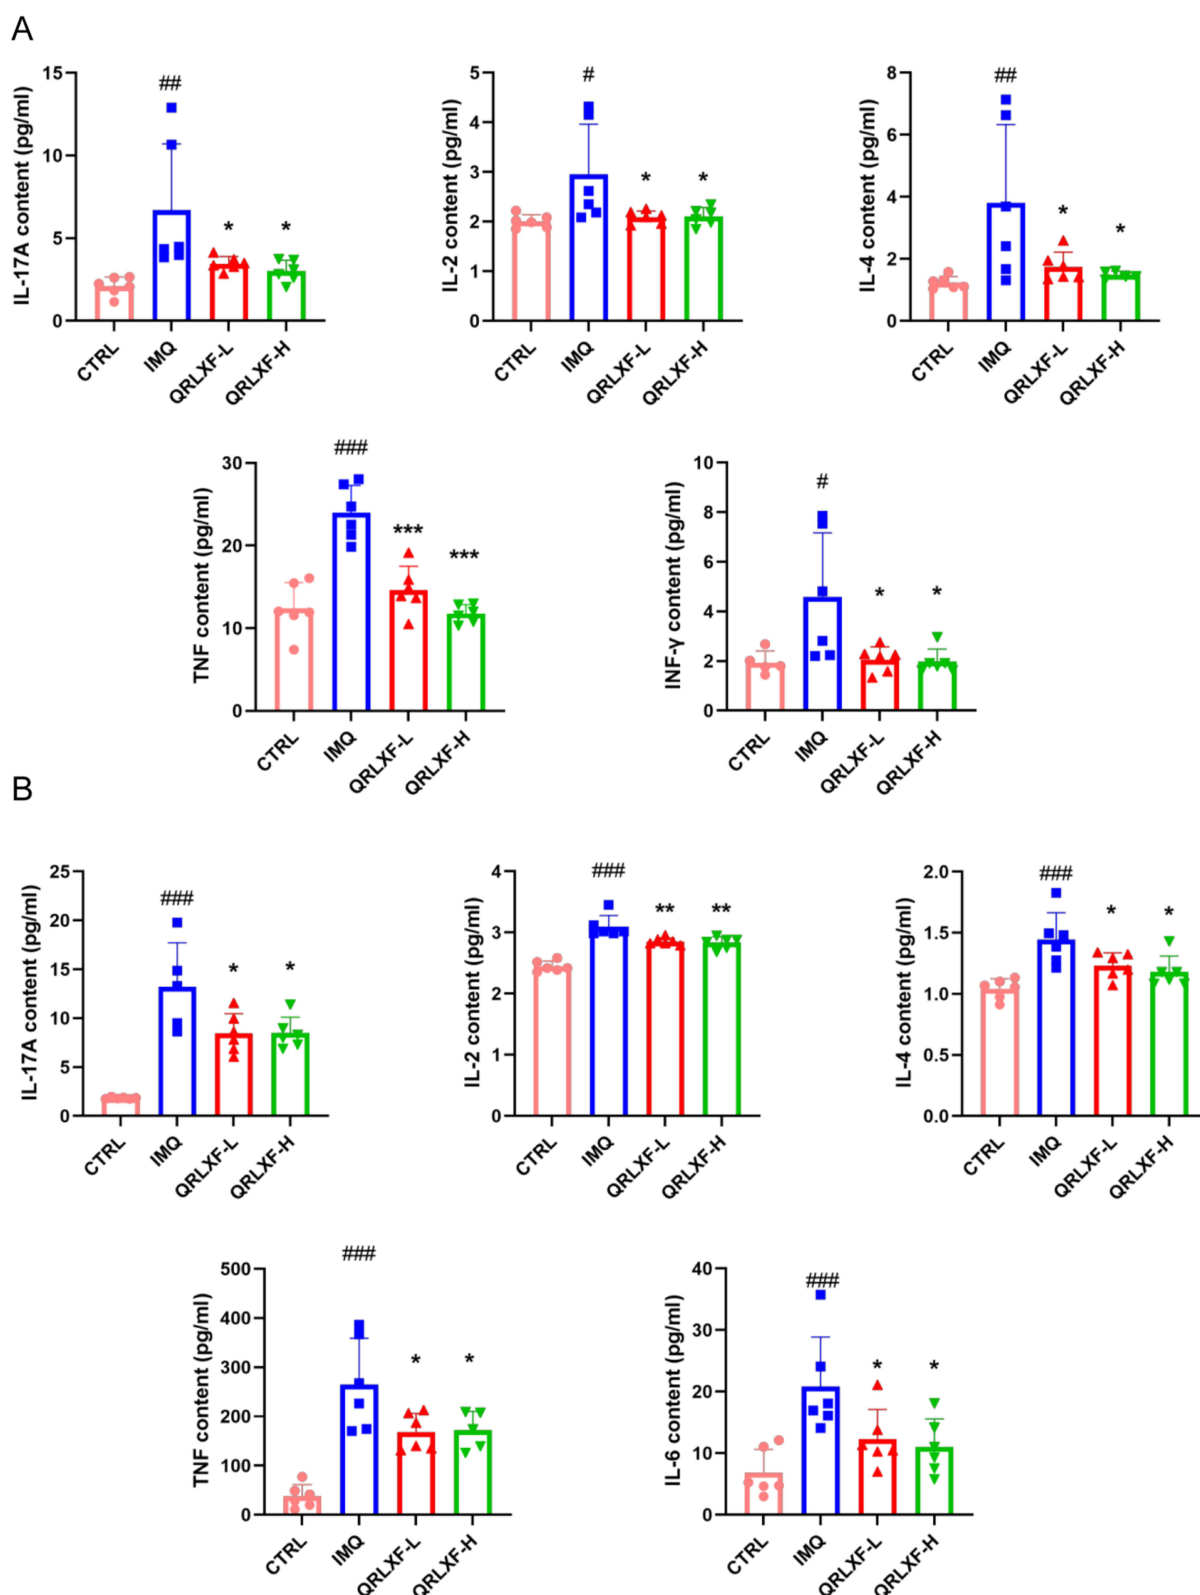 A
IL-17A content (pg/ml)
15
10
5
0
##
*
*
CTRL
IMQ
QRLXF-L
QRLXF-H
IL-2 content (pg/ml)
5
4
3
2
1
0
#
*
*
CTRL
IMQ
QRLXF-L
QRLXF-H
IL-4 content (pg/ml)
8
6
4
2
0
##
*
*
CTRL
IMQ
QRLXF-L
QRLXF-H
TNF content (pg/ml)
30
20
10
0
###
***
***
CTRL
IMQ
QRLXF-L
QRLXF-H
INF-γ content (pg/ml)
10
8
6
4
2
0
#
*
*
CTRL
IMQ
QRLXF-L
QRLXF-H
B
IL-17A content (pg/ml)
25
20
15
10
5
0
###
*
*
CTRL
IMQ
QRLXF-L
QRLXF-H
IL-2 content (pg/ml)
4
3
2
1
0
###
**
**
CTRL
IMQ
QRLXF-L
QRLXF-H
IL-4 content (pg/ml)
2.0
1.5
1.0
0.5
0.0
###
*
*
CTRL
IMQ
QRLXF-L
QRLXF-H
TNF content (pg/ml)
500
400
300
200
100
0
###
*
*
CTRL
IMQ
QRLXF-L
QRLXF-H
IL-6 content (pg/ml)
40
30
20
10
0
###
*
*
CTRL
IMQ
QRLXF-L
QRLXF-H